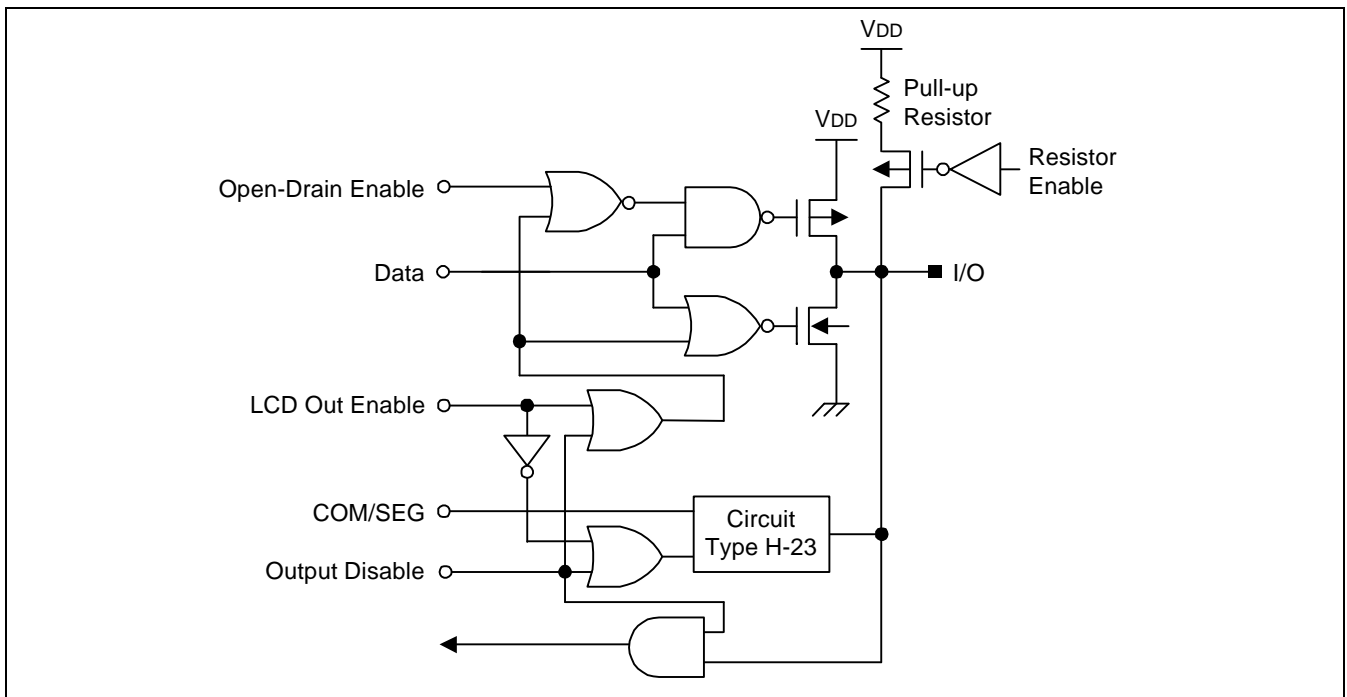 VDD
Pull-up
Resistor
VDD
Resistor
Enable
Open-Drain Enable
Data
I/O
LCD Out Enable
COM/SEG
Circuit
Type H-23
Output Disable